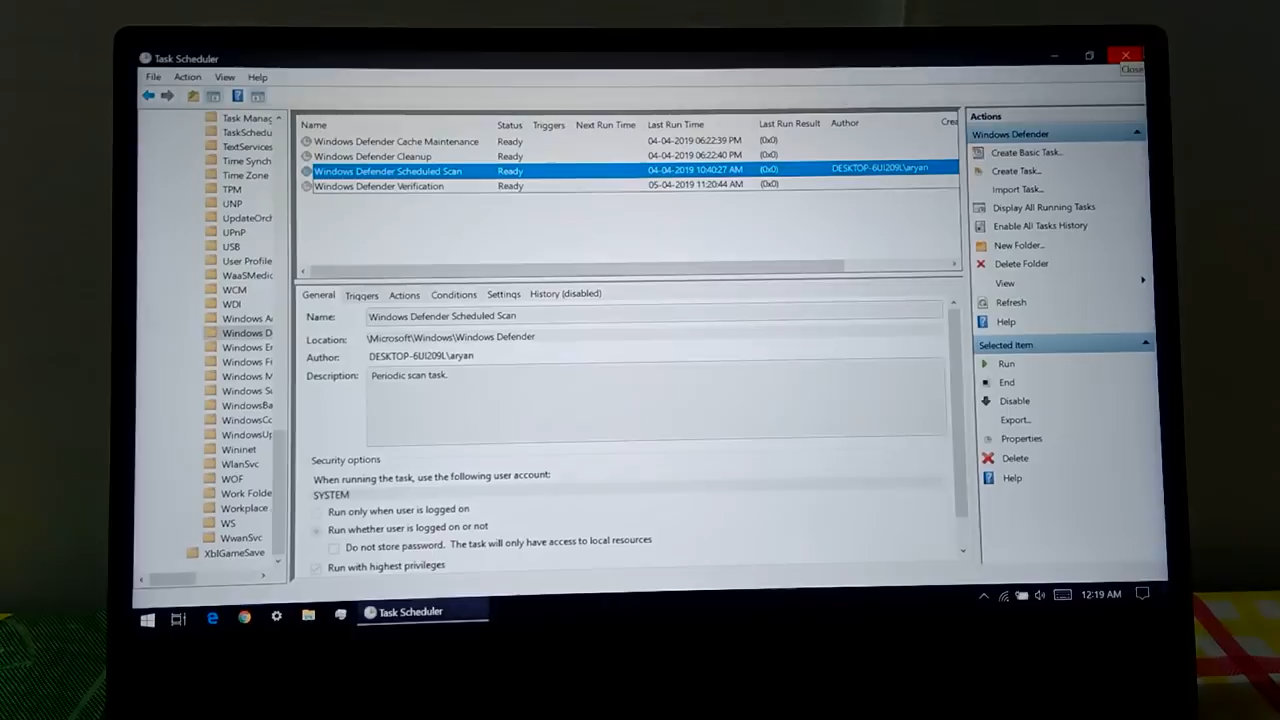 Task Scheduler
File Action View Help
Close
Task Manag
TaskSchedu
TextServices
Time Synch
Time Zone
TPM
UNP
UpdateOrch
UPnP
USB
User Profile
WaaSMedic
WCM
WDI
Windows A
Windows D
Windows Er
Windows Fi
Windows M
Windows Su
WindowsBa
WindowsCo
WindowsUp
Wininet
WlanSvc
WOF
Work Folde
Workplace
WS
WwanSvc
XblGameSave
Name Status Triggers Next Run Time Last Run Time Last Run Result Author Crea
Windows Defender Cache Maintenance Ready 04-04-2019 06:22:39 PM (0x0)
Windows Defender Cleanup Ready 04-04-2019 06:22:40 PM (0x0)
Windows Defender Scheduled Scan Ready 04-04-2019 10:40:27 AM (0x0) DESKTOP-6UI209L\aryan
Windows Defender Verification Ready 05-04-2019 11:20:44 AM (0x0)
General Triggers Actions Conditions Settings History (disabled)
Name: Windows Defender Scheduled Scan
Location: \Microsoft\Windows\Windows Defender
Author: DESKTOP-6UI209L\aryan
Description: Periodic scan task.
Security options
When running the task, use the following user account:
SYSTEM
Run only when user is logged on
Run whether user is logged on or not
Do not store password. The task will only have access to local resources
Run with highest privileges
Actions
Windows Defender
Create Basic Task...
Create Task...
Import Task...
Display All Running Tasks
Enable All Tasks History
New Folder...
Delete Folder
View
Refresh
Help
Selected Item
Run
End
Disable
Export...
Properties
Delete
Help
Task Scheduler
12:19 AM